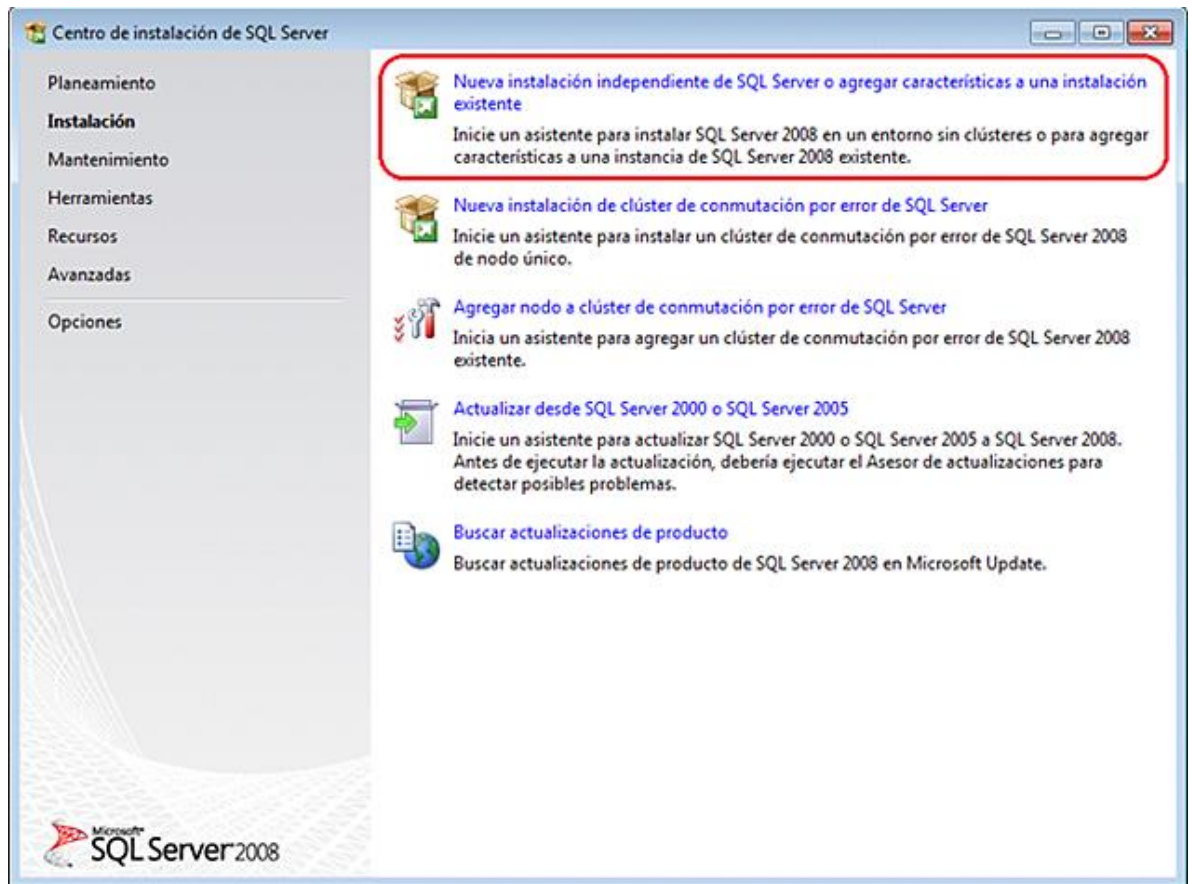 Centro de instalación de SQL Server
Planeamiento
Instalación
Mantenimiento
Herramientas
Recursos
Avanzadas
Opciones
Nueva instalación independiente de SQL Server o agregar características a una instalación
existente
Inicie un asistente para instalar SQL Server 2008 en un entorno sin clústeres o para agregar
características a una instancia de SQL Server 2008 existente.
Nueva instalación de clúster de conmutación por error de SQL Server
Inicie un asistente para instalar un clúster de conmutación por error de SQL Server 2008
de nodo único.
Agregar nodo a clúster de conmutación por error de SQL Server
Inicia un asistente para agregar un clúster de conmutación por error de SQL Server 2008
existente.
Actualizar desde SQL Server 2000 o SQL Server 2005
Inicie un asistente para actualizar SQL Server 2000 o SQL Server 2005 a SQL Server 2008.
Antes de ejecutar la actualización, debería ejecutar el Asesor de actualizaciones para
detectar posibles problemas.
Buscar actualizaciones de producto
Buscar actualizaciones de producto de SQL Server 2008 en Microsoft Update.
Microsoft
SQL Server 2008